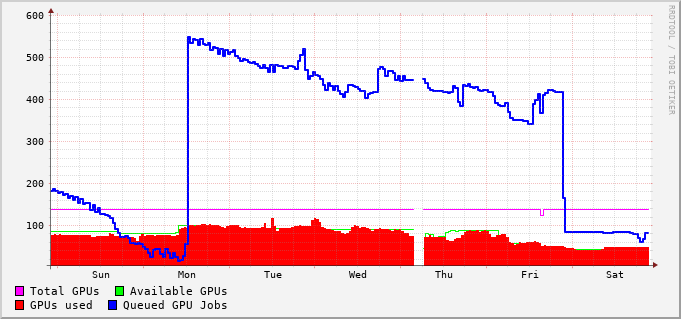 600
500
400
300
200
100
Sun Mon Tue Wed Thu Fri Sat
Total GPUs Available GPUs
GPUs used Queued GPU Jobs
RRDTOOL / TOBI OETIKER